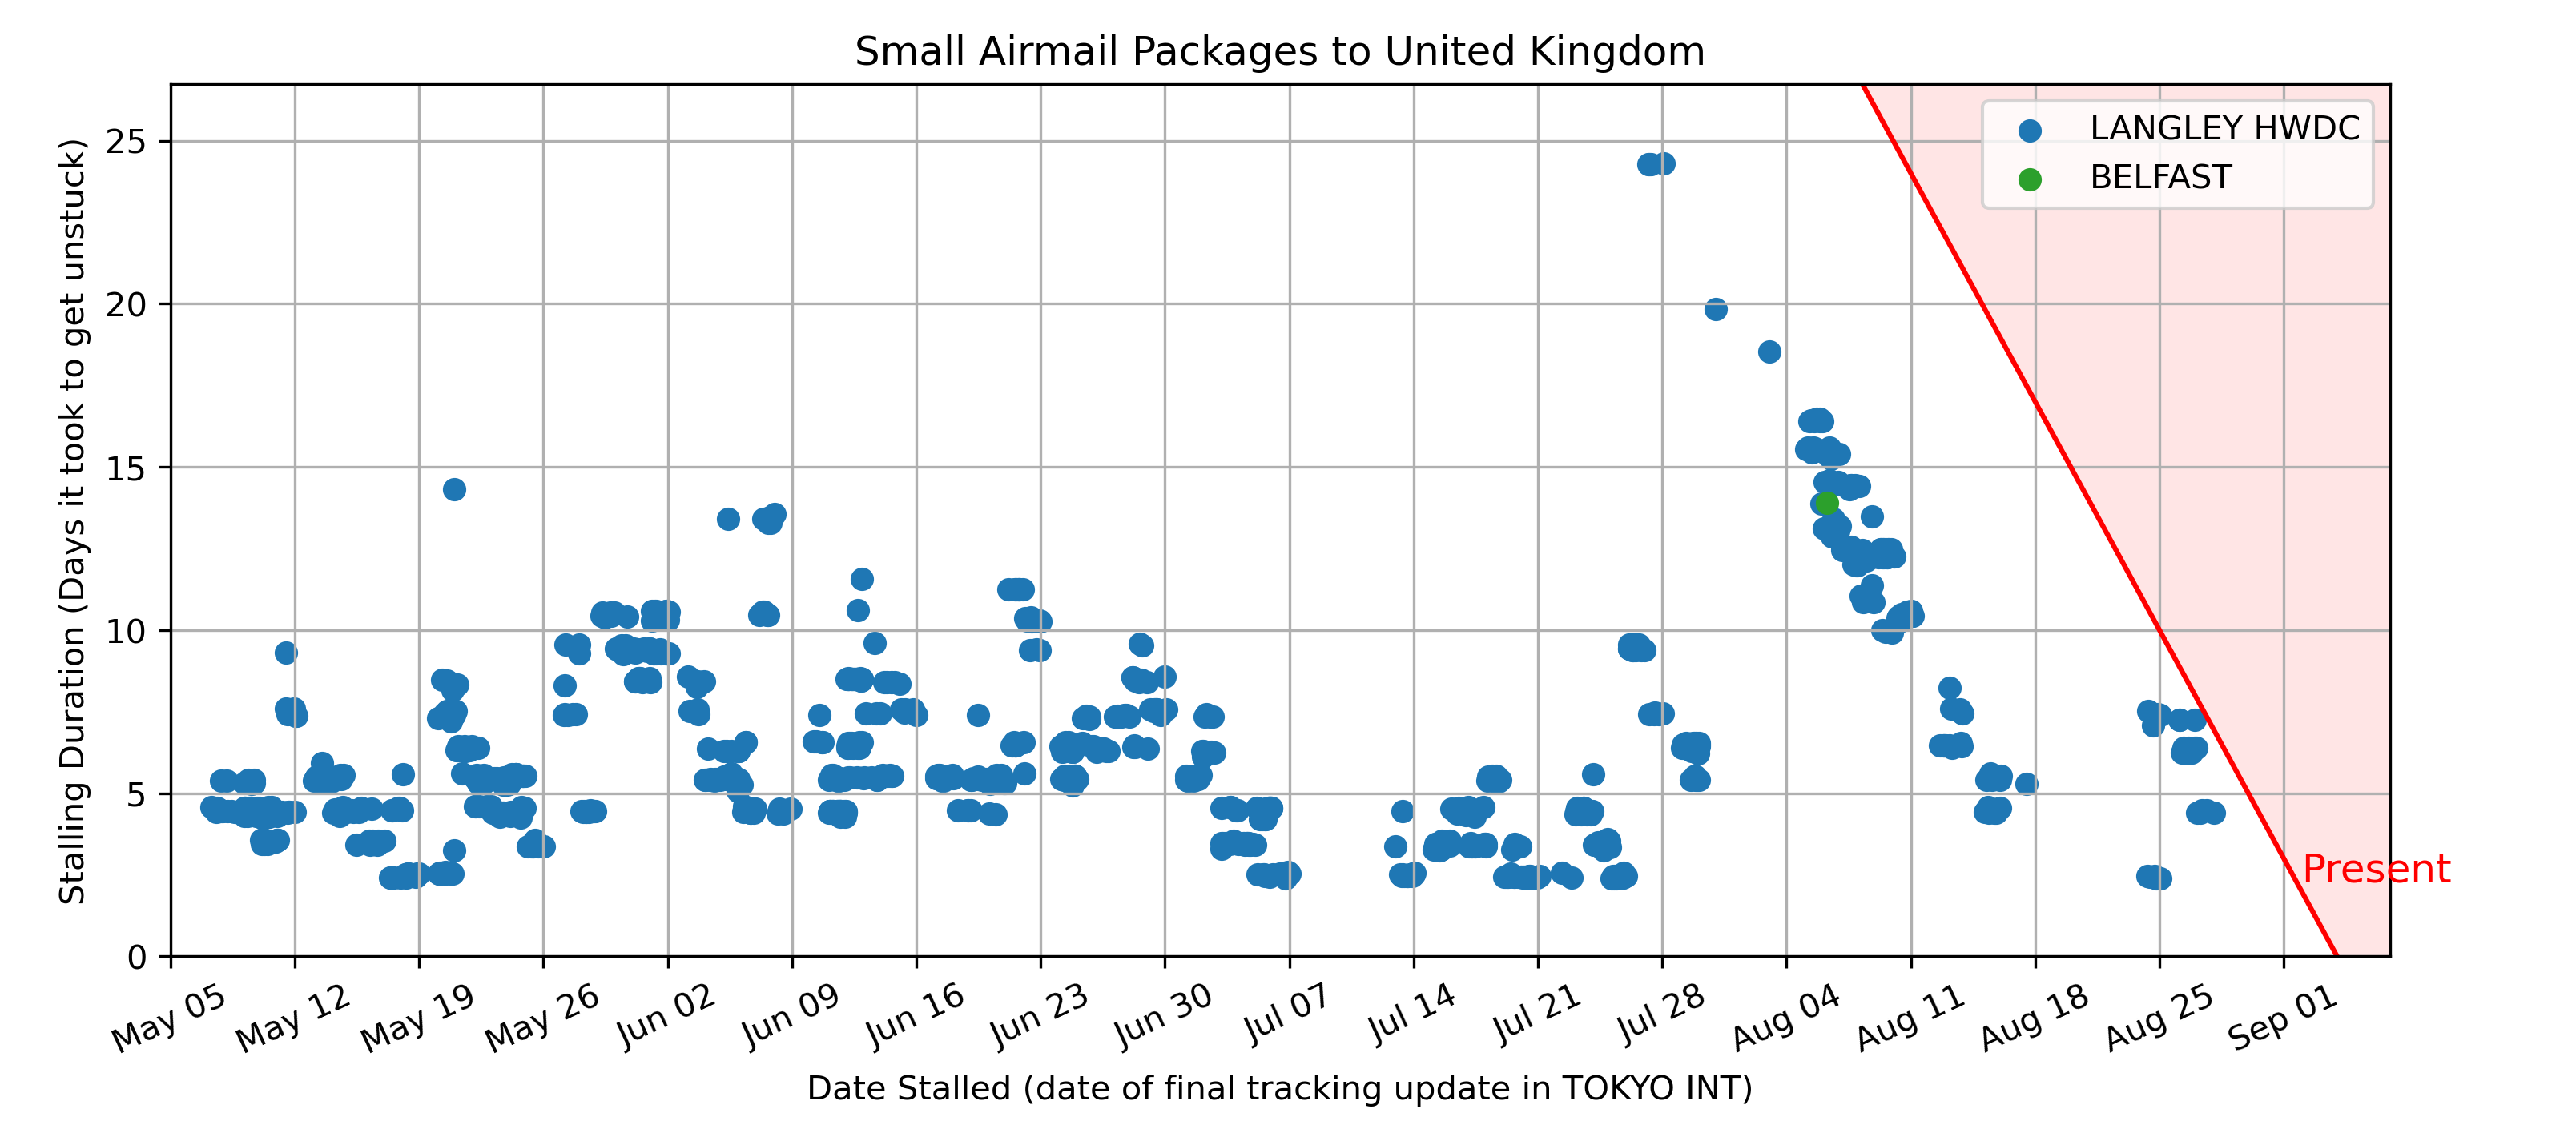 Small Airmail Packages to United Kingdom
Stalling Duration (Days it took to get unstuck)
25
20
15
10
5
0
LANGLEY HWDC
BELFAST
Present
May 05
May 12
May 19
May 26
Jun 02
Jun 09
Jun 16
Jun 23
Jun 30
Jul 07
Jul 14
Jul 21
Jul 28
Aug 04
Aug 11
Aug 18
Aug 25
Sep 01
Date Stalled (date of final tracking update in TOKYO INT)